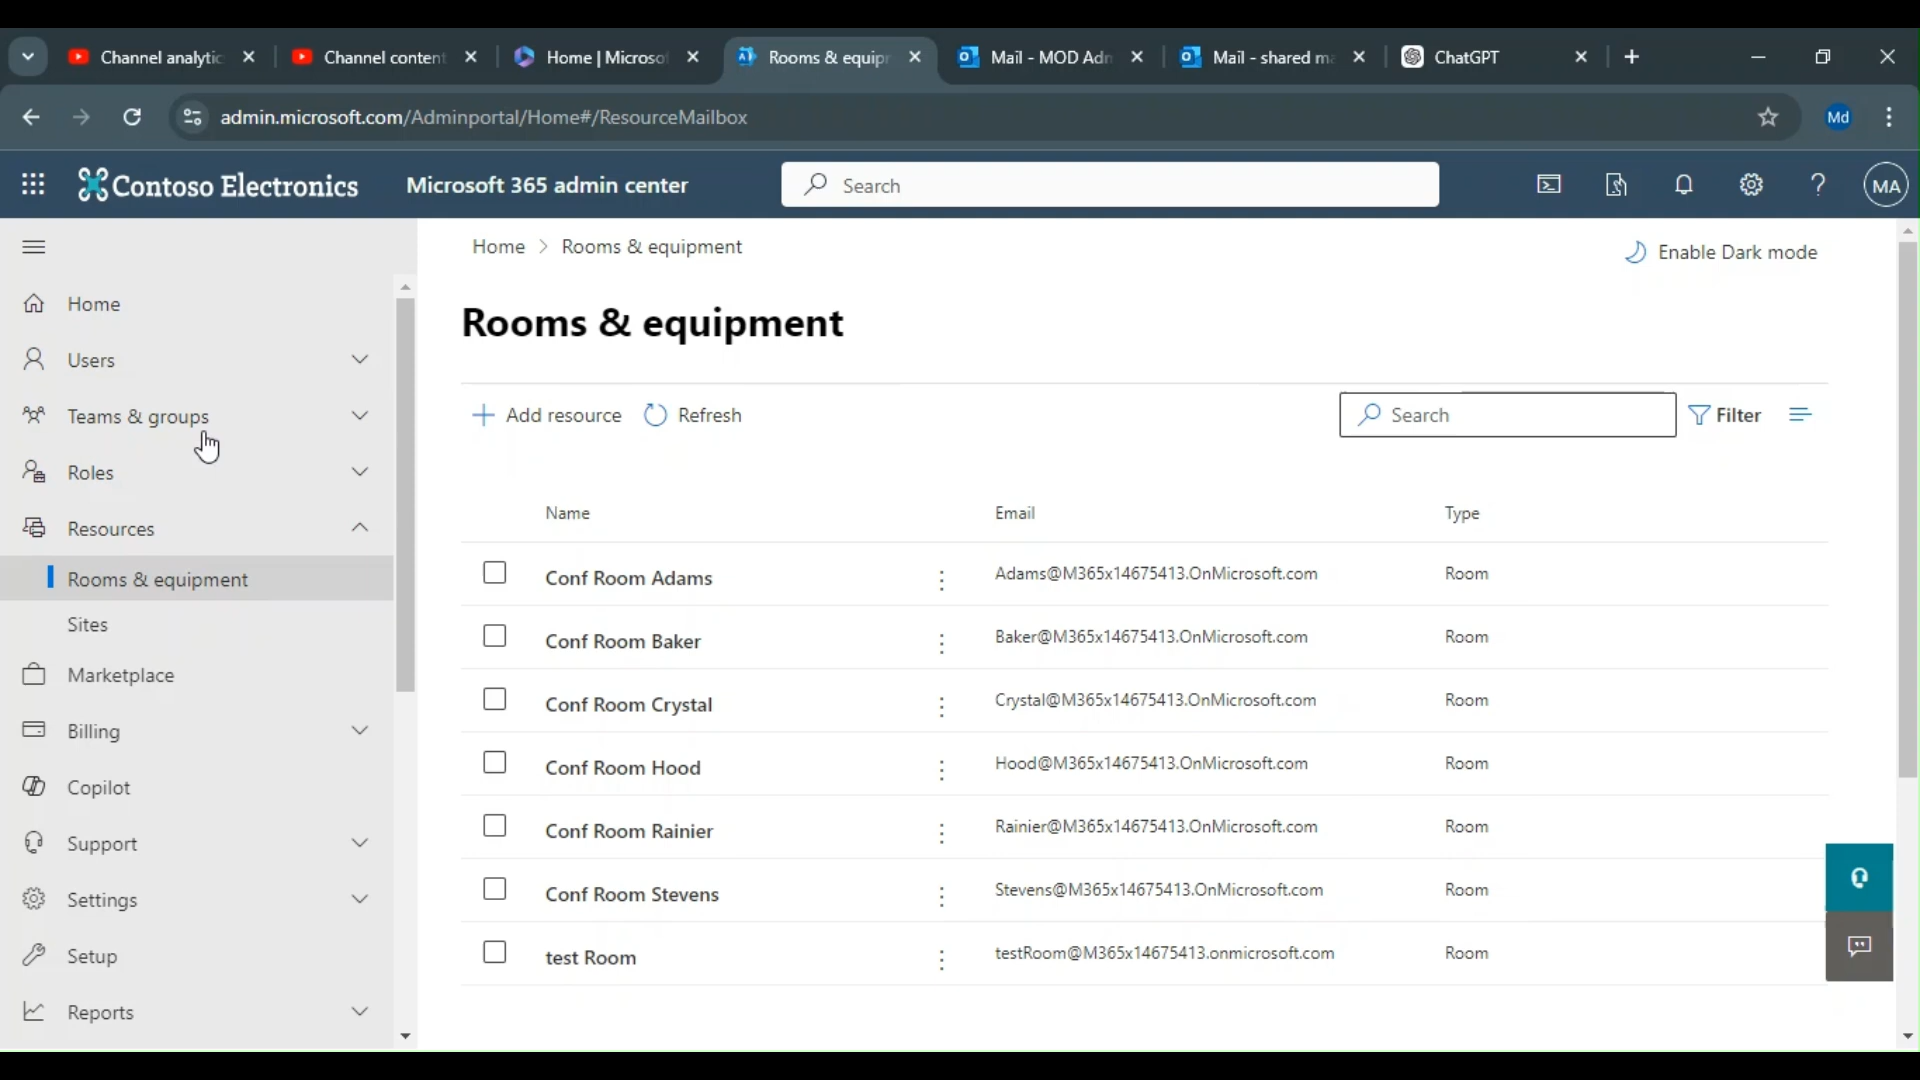 Channel analytic
Channel content
Home | Microsof
Rooms & equipr
Mail - MOD Adn
Mail - shared ma
ChatGPT
admin.microsoft.com/Adminportal/Home#/ResourceMailbox
Md
Contoso Electronics
Microsoft 365 admin center
Search
MA
Home > Rooms & equipment
Enable Dark mode
Home
Users
Teams & groups
Roles
Resources
Rooms & equipment
Sites
Marketplace
Billing
Copilot
Support
Settings
Setup
Reports
Rooms & equipment
Add resource
Refresh
Search
Filter
Name Email Type
Conf Room Adams Adams@M365x14675413.OnMicrosoft.com Room
Conf Room Baker Baker@M365x14675413.OnMicrosoft.com Room
Conf Room Crystal Crystal@M365x14675413.OnMicrosoft.com Room
Conf Room Hood Hood@M365x14675413.OnMicrosoft.com Room
Conf Room Rainier Rainier@M365x14675413.OnMicrosoft.com Room
Conf Room Stevens Stevens@M365x14675413.OnMicrosoft.com Room
test Room testRoom@M365x14675413.onmicrosoft.com Room